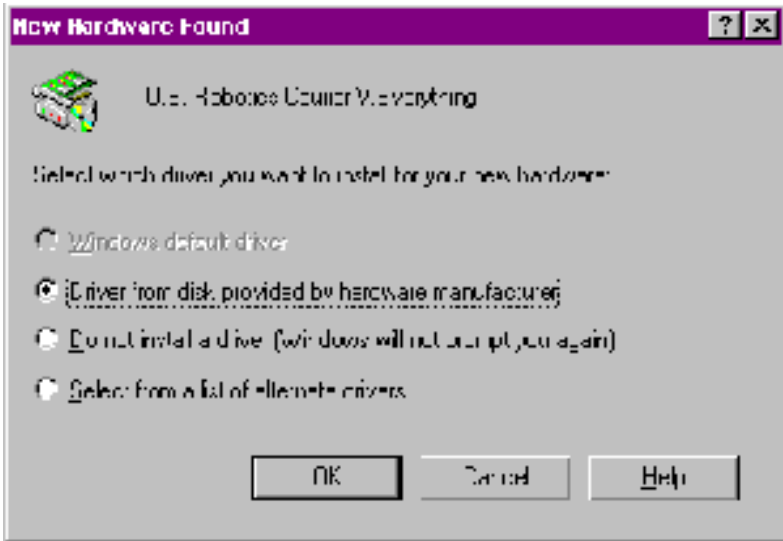 New Hardware Found
U.S. Robotics Courier V.Everything
Select which driver you want to install for your new hardware:
Windows default driver
Driver from disk provided by hardware manufacturer
Do not install a driver (Windows will not prompt you again)
Select from a list of alternate drivers
OK Cancel Help